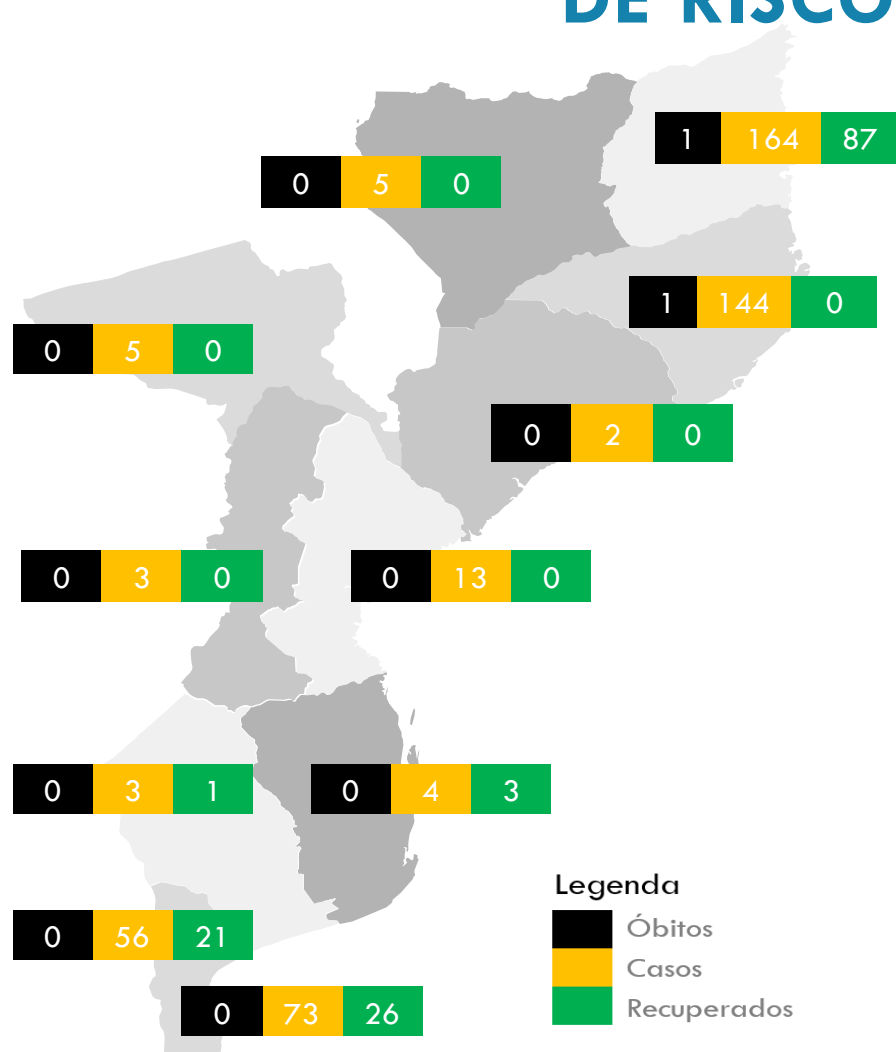 DE RISCO
1 164 87
0 5 0
1 144 0
0 5 0
0 2 0
0 3 0
0 13 0
0 3 1
0 4 3
Legenda
Óbitos
Casos
Recuperados
0 56 21
0 73 26